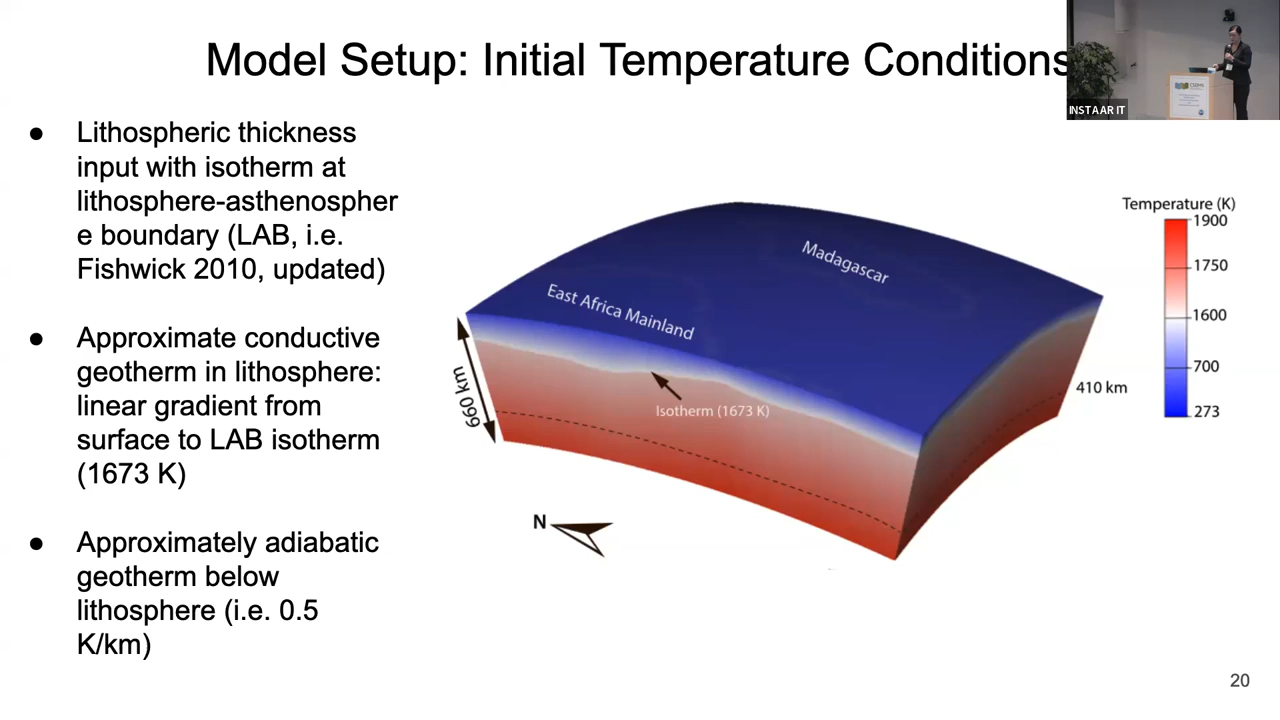 Model Setup: Initial Temperature Conditions
INSTAAR IT
● Lithospheric thickness
input with isotherm at
lithosphere-asthenospher
e boundary (LAB, i.e.
Fishwick 2010, updated)
● Approximate conductive
geotherm in lithosphere:
linear gradient from
surface to LAB isotherm
(1673 K)
● Approximately adiabatic
geotherm below
lithosphere (i.e. 0.5
K/km)
Madagascar
East Africa Mainland
Isotherm (1673 K)
660 km
410 km
N
Temperature (K)
1900
1750
1600
700
273
20